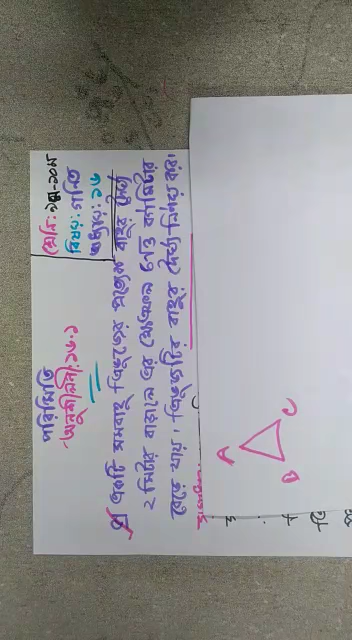 শ্রেণি: ৯ম-১০ম
বিষয়: গণিত
অধ্যায়: ১৬
পরিমিতি
অনুশীলনী: ১৬.১
একটি সমবাহু ত্রিভুজের প্রত্যেক বাহুর দৈর্ঘ্য
২ মিটার বাড়ালে এর ক্ষেত্রফল ৬√৩ বর্গমিটার
বেড়ে যায়। ত্রিভুজটির বাহুর দৈর্ঘ্য নির্ণয় কর।
A
B
C